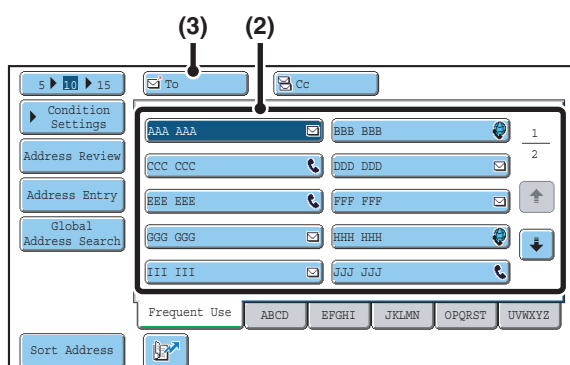 (3) (2)
5 10 15 To Cc
Condition
Settings
AAA AAA BBB BBB 1
Address Review CCC CCC DDD DDD 2
Address Entry EEE EEE FFF FFF
Global
Address Search
GGG GGG HHH HHH
III III JJJ JJJ
Frequent Use ABCD EFGHI JKLMN OPQRST UVWXYZ
Sort Address